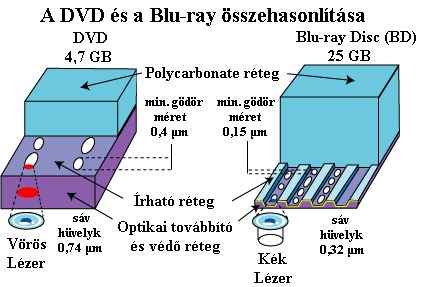 A DVD és a Blu-ray összehasonlítása
DVD
4,7 GB
Blu-ray Disc (BD)
25 GB
Polycarbonate réteg
min. gödör
méret
0,4 µm
min. gödör
méret
0,15 µm
Írható réteg
Optikai továbbító
és védő réteg
sáv
hüvelyk
0,74 µm
sáv
hüvelyk
0,32 µm
Vörös
Lézer
Kék
Lézer